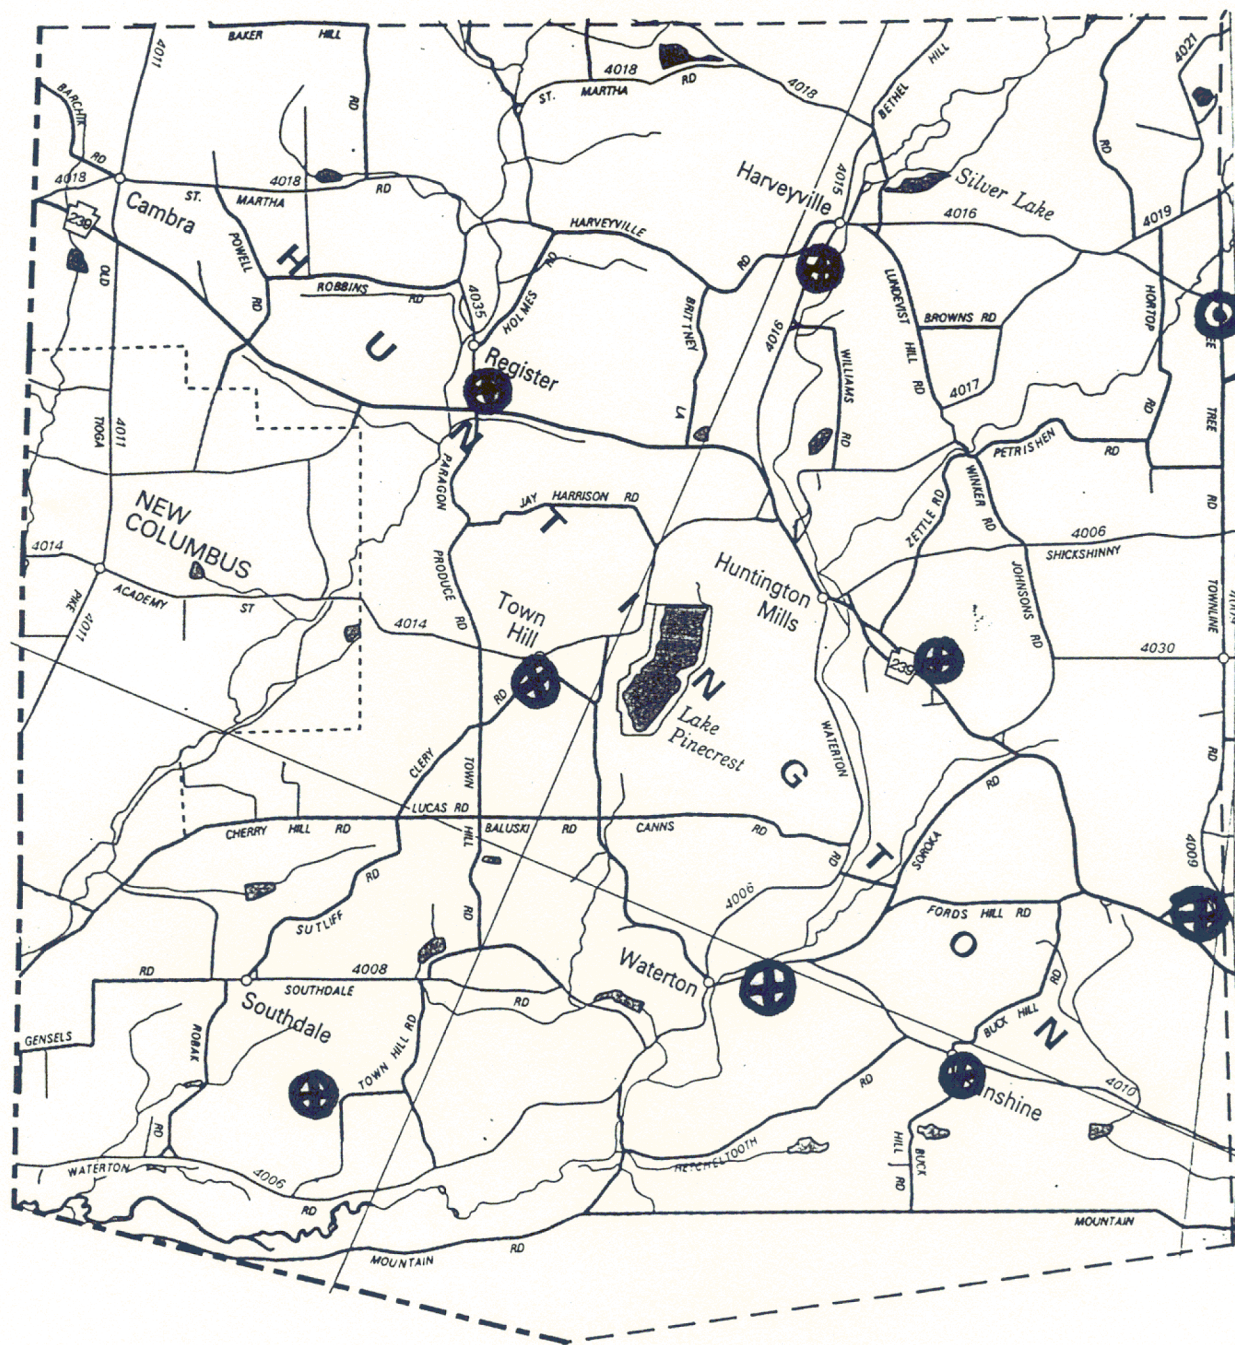 BAKER HILL RD
4011
BARCHIK RD
4018
239
Cambra
ST. MARTHA
4018
RD
ST. MARTHA RD
4018
4018
BETHEL HILL
4021
RD
Harveyville
4015
Silver Lake
4016
4019
HARVEYVILLE RD
POWELL RD
OLD
H
ROBBINS RD
4035
HOLMES RD
Register
U
BRITTNEY LA
4016
WILLIAMS RD
LUNDEVIST HILL RD
BROWNS RD
4017
HORTOP RD
TREE
RD
TIOGA
4011
N
PARAGON
PRODUCE
RD
JAY HARRISON RD
T
PETRISHEN RD
WINKER RD
ZETTLE RD
4006
SHICKSHINNY
NEW
COLUMBUS
4014
ACADEMY ST
PIKE
4011
4014
Town
Hill
I
Huntington
Mills
JOHNSONS RD
TOWNLINE
RD
4030
239
N
Lake
Pinecrest
WATERTON
RD
CLERY RD
TOWN
HILL
RD
LUCAS RD
CHERRY HILL RD
BALUSKI RD
CANNS RD
G
SOROKA RD
T
4009
4006
FORDS HILL RD
SUTLIFF RD
O
Waterton
RD
4008
SOUTHDALE
RD
Southdale
GENSELS
ROBAK
RD
TOWN HILL RD
BUCK HILL RD
N
4010
nshine
RD
HETCHELTOOTH
BUCK
HILL
RD
WATERTON
4006
RD
MOUNTAIN
RD
MOUNTAIN